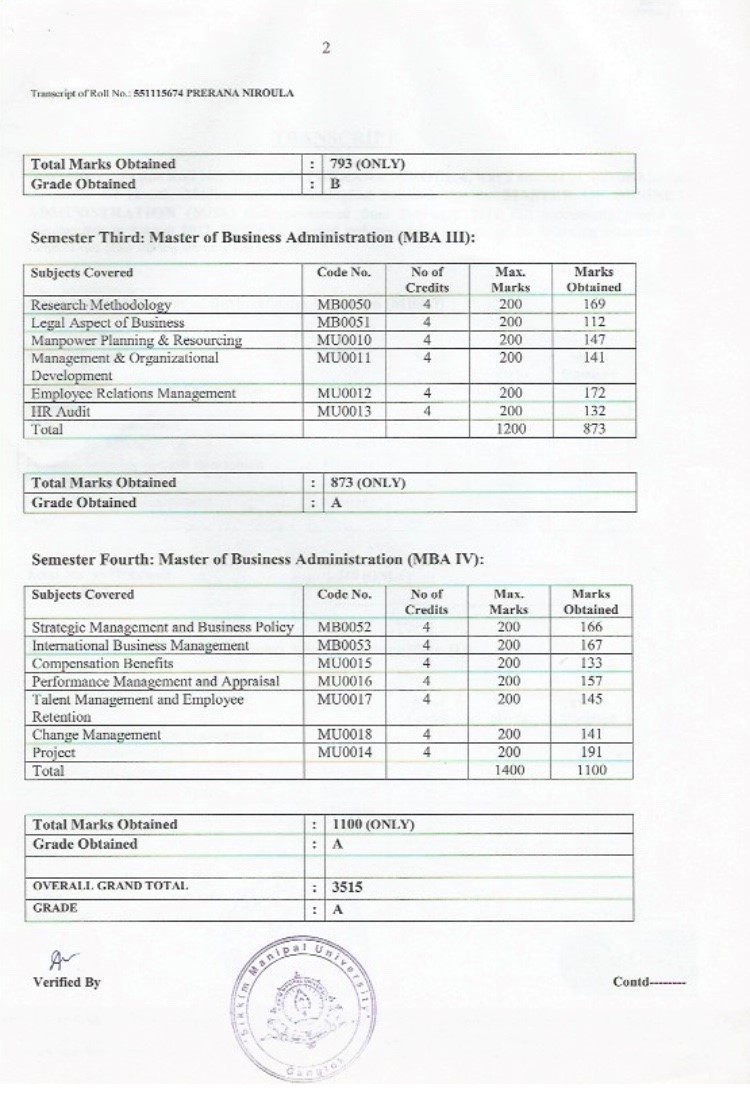 2
Transcript of Roll No.: 551115674 PRERANA NIROULA
Total Marks Obtained : 793 (ONLY)
Grade Obtained : B
Semester Third: Master of Business Administration (MBA III):
Subjects Covered Code No. No of Credits Max. Marks Marks Obtained
Research Methodology MB0050 4 200 169
Legal Aspect of Business MB0051 4 200 112
Manpower Planning & Resourcing MU0010 4 200 147
Management & Organizational Development MU0011 4 200 141
Employee Relations Management MU0012 4 200 172
HR Audit MU0013 4 200 132
Total 1200 873
Total Marks Obtained : 873 (ONLY)
Grade Obtained : A
Semester Fourth: Master of Business Administration (MBA IV):
Subjects Covered Code No. No of Credits Max. Marks Marks Obtained
Strategic Management and Business Policy MB0052 4 200 166
International Business Management MB0053 4 200 167
Compensation Benefits MU0015 4 200 133
Performance Management and Appraisal MU0016 4 200 157
Talent Management and Employee Retention MU0017 4 200 145
Change Management MU0018 4 200 141
Project MU0014 4 200 191
Total 1400 1100
Total Marks Obtained : 1100 (ONLY)
Grade Obtained : A
OVERALL GRAND TOTAL : 3515
GRADE : A
Verified By
Contd--------
Sikkim Manipal University
Gangtok